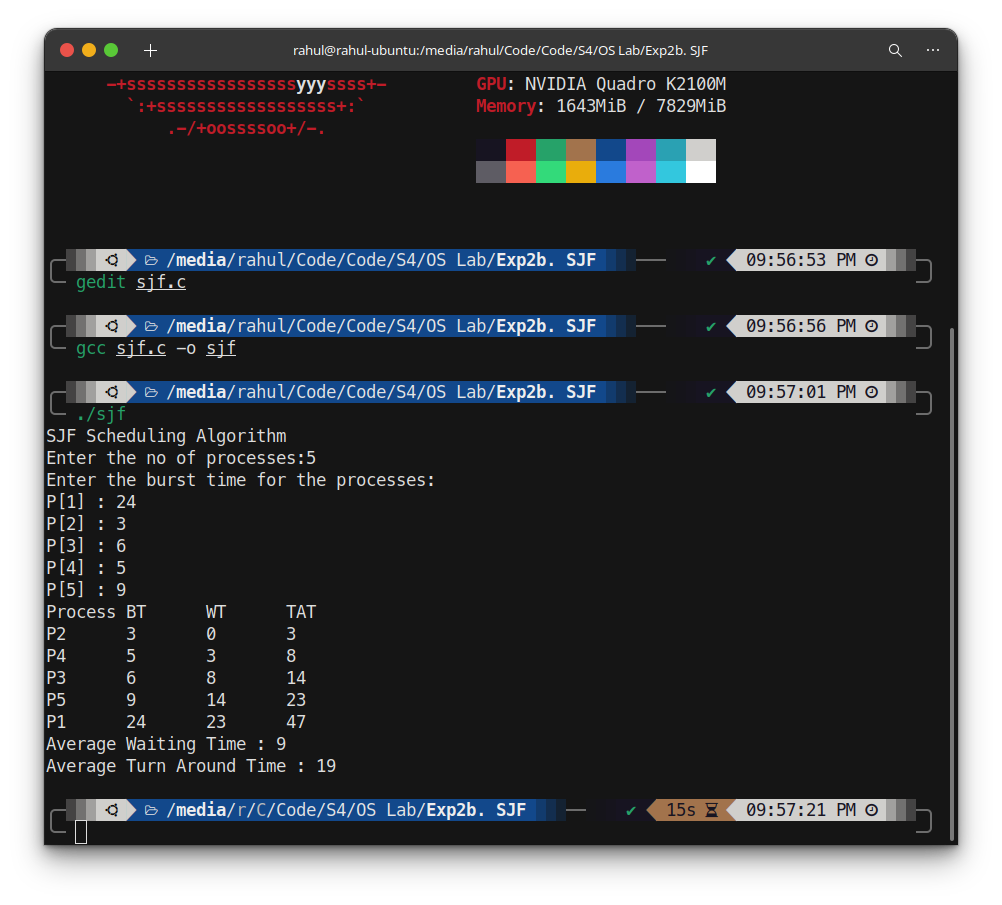 rahul@rahul-ubuntu:/media/rahul/Code/Code/S4/OS Lab/Exp2b. SJF
-+sssssssssssssssssyyyssss+- GPU: NVIDIA Quadro K2100M
`:+ssssssssssssssssss+:` Memory: 1643MiB / 7829MiB
.-/+oossssoo+/-.
/media/rahul/Code/Code/S4/OS Lab/Exp2b. SJF ✔ 09:56:53 PM
gedit sjf.c
/media/rahul/Code/Code/S4/OS Lab/Exp2b. SJF ✔ 09:56:56 PM
gcc sjf.c -o sjf
/media/rahul/Code/Code/S4/OS Lab/Exp2b. SJF ✔ 09:57:01 PM
./sjf
SJF Scheduling Algorithm
Enter the no of processes:5
Enter the burst time for the processes:
P[1] : 24
P[2] : 3
P[3] : 6
P[4] : 5
P[5] : 9
Process BT WT TAT
P2 3 0 3
P4 5 3 8
P3 6 8 14
P5 9 14 23
P1 24 23 47
Average Waiting Time : 9
Average Turn Around Time : 19
/media/r/C/Code/S4/OS Lab/Exp2b. SJF ✔ 15s 09:57:21 PM